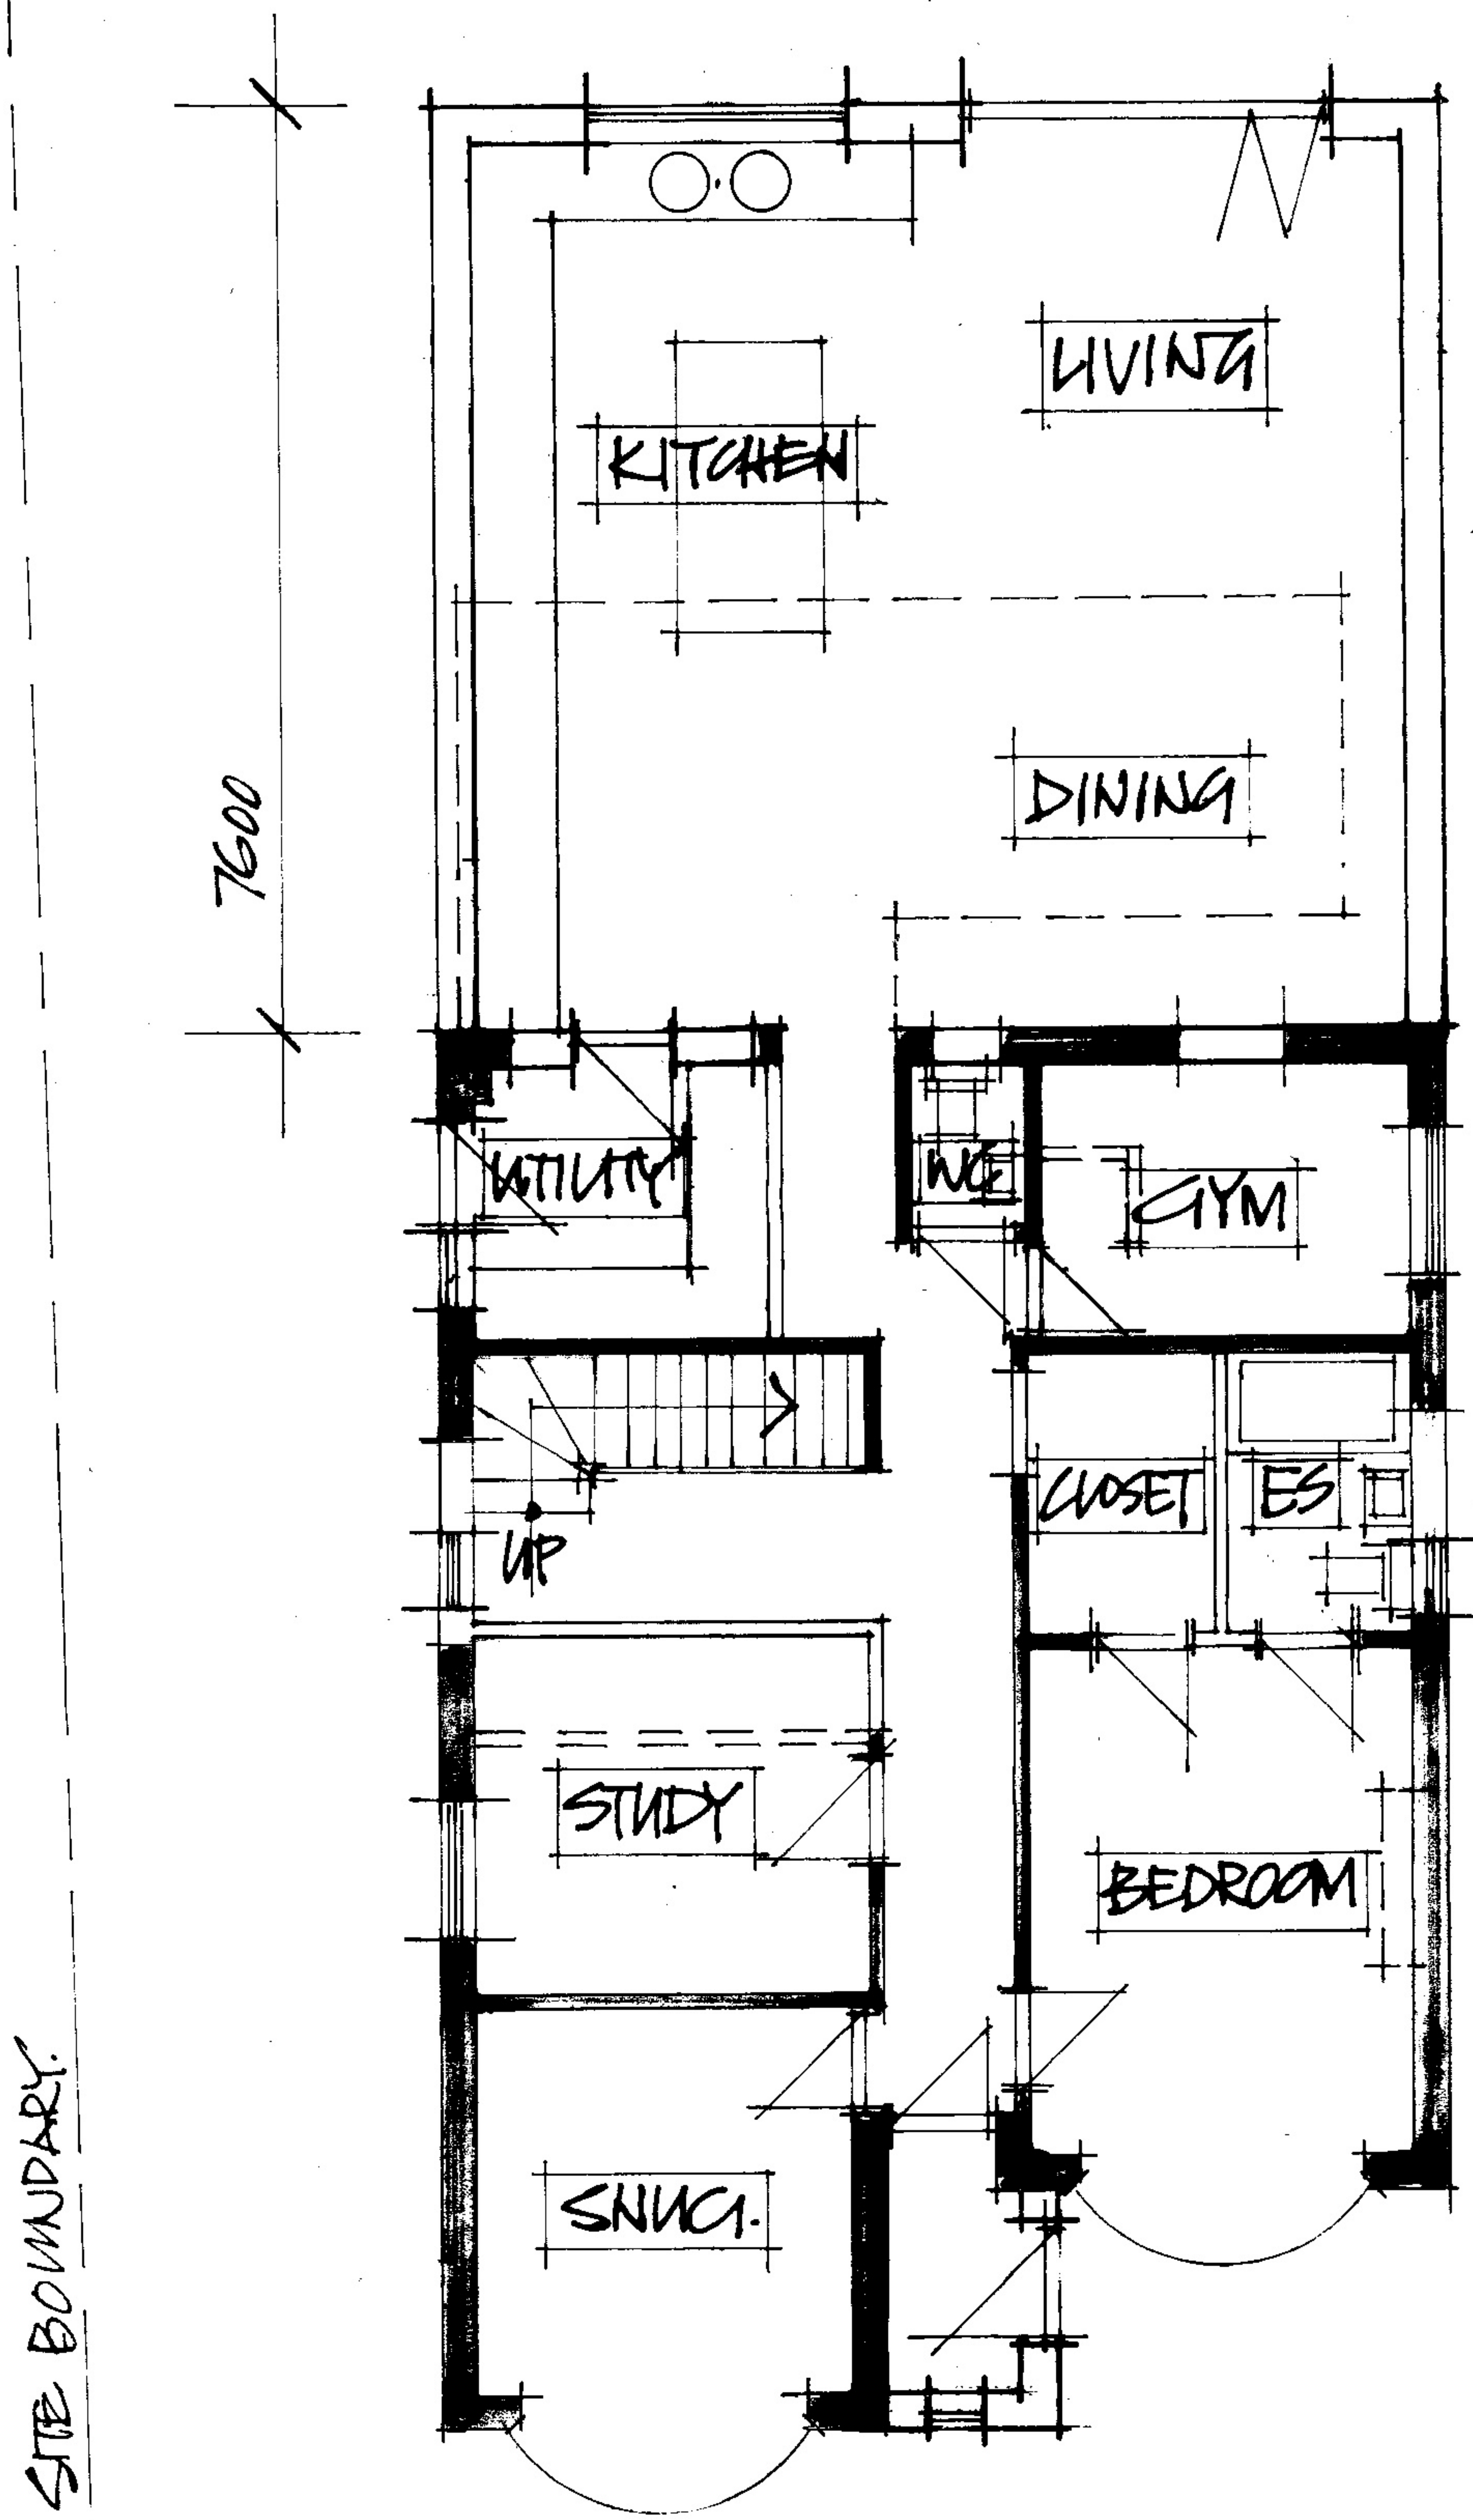 LIVING
KITCHEN
DINING
7600
UTILITY
WC
GYM
CLOSET
ES
UP
STUDY
BEDROOM
SNUG.
SITE BOUNDARY.